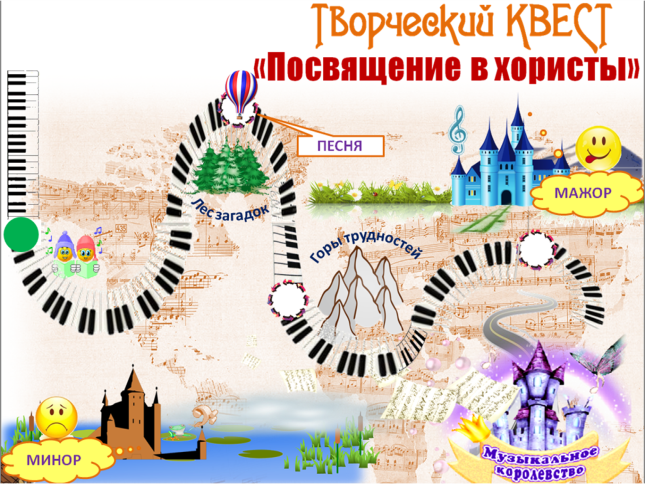 Творческий КВЕСТ
«Посвящение в хористы»
ПЕСНЯ
МАЖОР
Лес загадок
Горы трудностей
МИНОР
Музыкальное
королевство